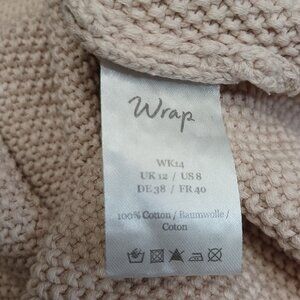 Wrap
WK14
UK 12 / US 8
DE 38 / FR 40
100% Cotton / Baumwolle /
Coton